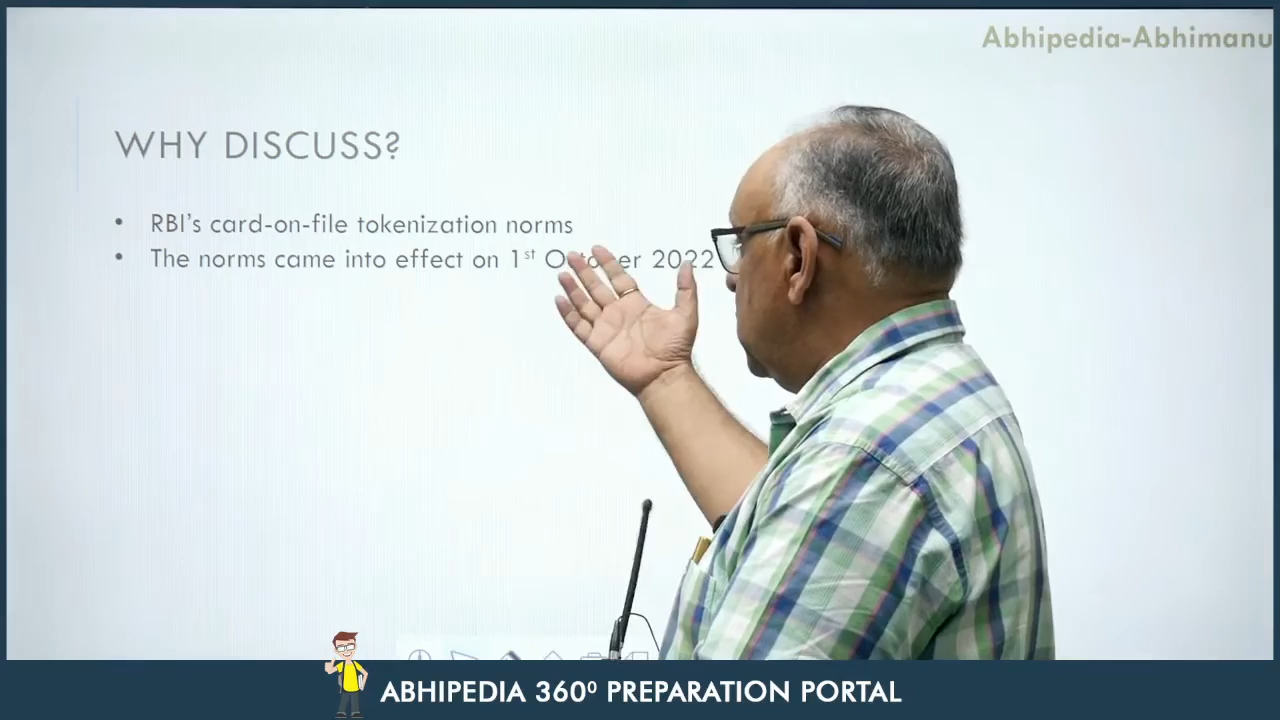 Abhipedia-Abhimanu
WHY DISCUSS?
• RBI's card-on-file tokenization norms
• The norms came into effect on 1st October 2022
ABHIPEDIA 360⁰ PREPARATION PORTAL